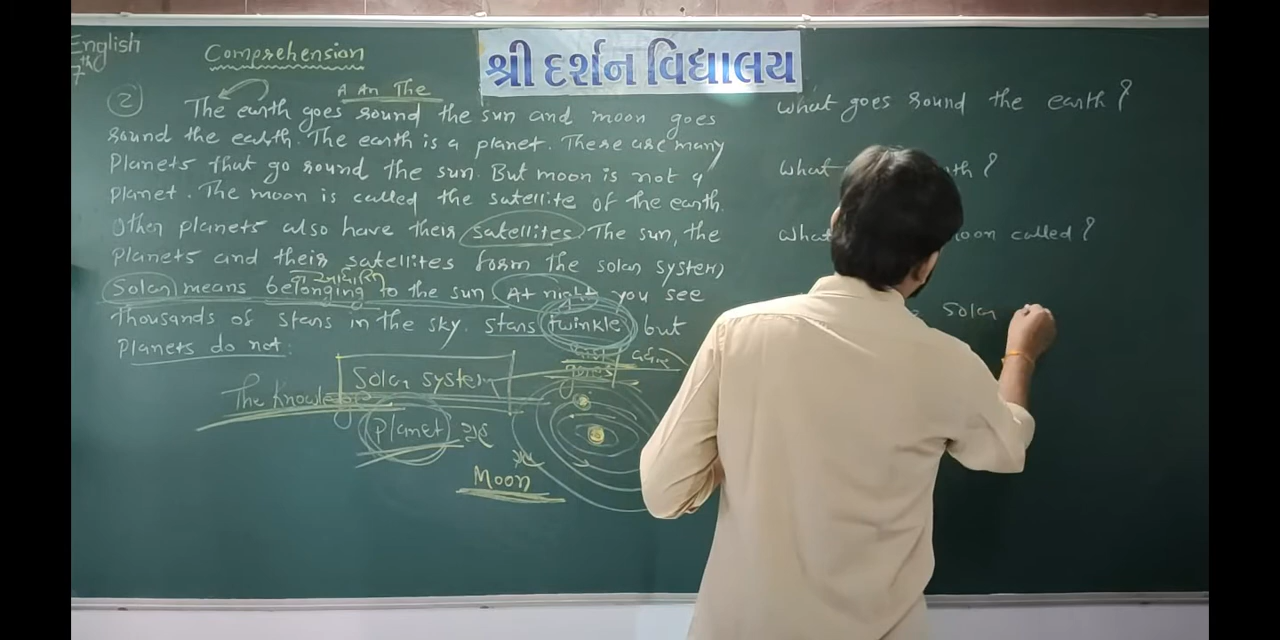 English
7th
Comprehension
શ્રી દર્શન વિદ્યાલય
A An The
2
The earth goes round the sun and moon goes
round the earth. The earth is a planet. There are many
Planets that go round the sun. But moon is not a
planet. The moon is called the satellite of the earth.
Other planets also have their satellites. The sun, the
Planets and their satellites form the solar system
Solar means belonging to the sun. At night you see
Thousands of stars in the sky. Stars twinkle but
Planets do not.
Solar system
The Knowledge
Planet ગ્રહ
Moon
What goes round the earth?
What
?
What moon called?
Solar